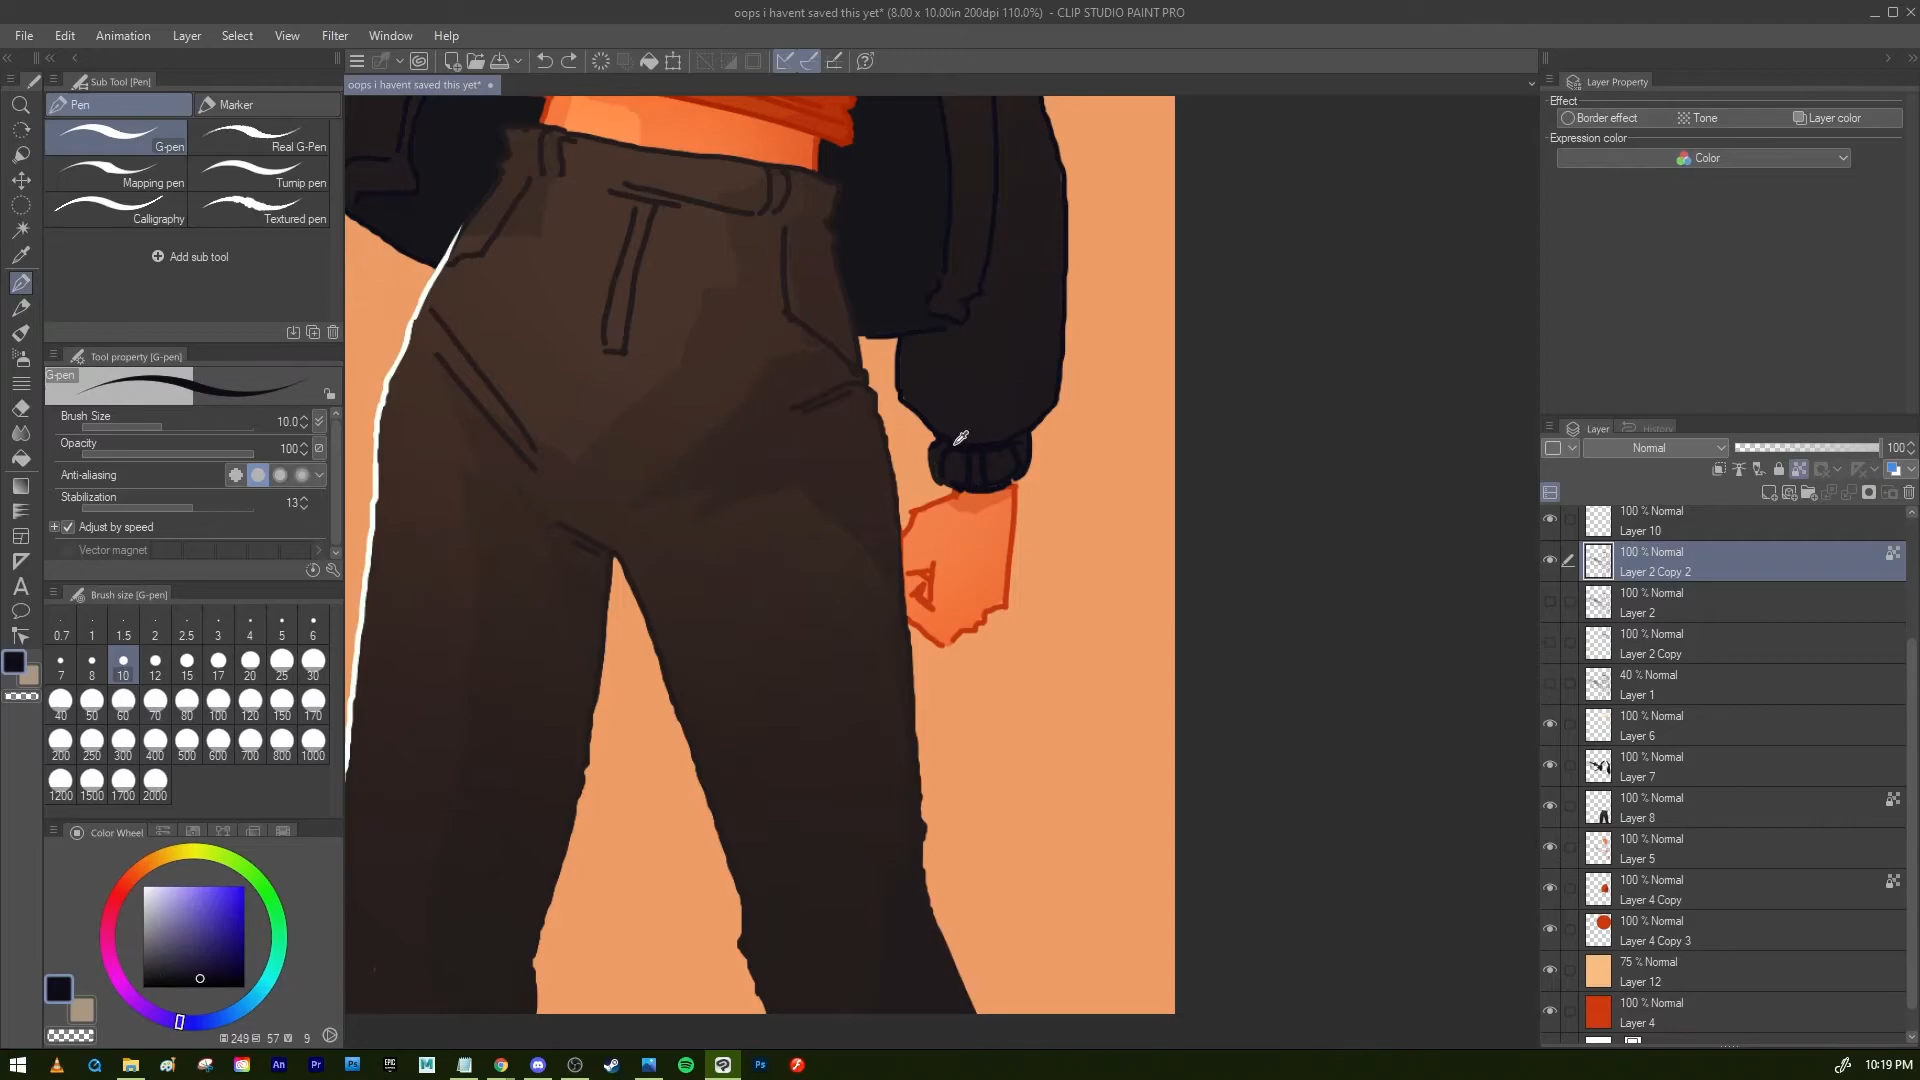 oops i havent saved this yet* (8.00 x 10.00in 200dpi 110.0%) - CLIP STUDIO PAINT PRO
File Edit Animation Layer Select View Filter Window Help
Sub Tool [Pen]
Pen Marker
G-pen Real G-Pen
Mapping pen Turnip pen
Calligraphy Textured pen
Add sub tool
Tool property [G-pen]
G-pen
Brush Size 10.0
Opacity 100
Anti-aliasing
Stabilization 13
Adjust by speed
Vector magnet
Brush size [G-pen]
0.7 1 1.5 2 2.5 3 4 5 6
7 8 10 12 15 17 20 25 30
40 50 60 70 80 100 120 150 170
200 250 300 400 500 600 700 800 1000
1200 1500 1700 2000
Color Wheel
249 57 V 9
oops i havent saved this yet*
Layer Property
Effect
Border effect Tone Layer color
Expression color
Color
Layer History
Normal 100
100 % Normal
Layer 10
100 % Normal
Layer 2 Copy 2
100 % Normal
Layer 2
100 % Normal
Layer 2 Copy
40 % Normal
Layer 1
100 % Normal
Layer 6
100 % Normal
Layer 7
100 % Normal
Layer 8
100 % Normal
Layer 5
100 % Normal
Layer 4 Copy
100 % Normal
Layer 4 Copy 3
75 % Normal
Layer 12
100 % Normal
Layer 4
An Pr Ps EPIC M Ps
10:19 PM